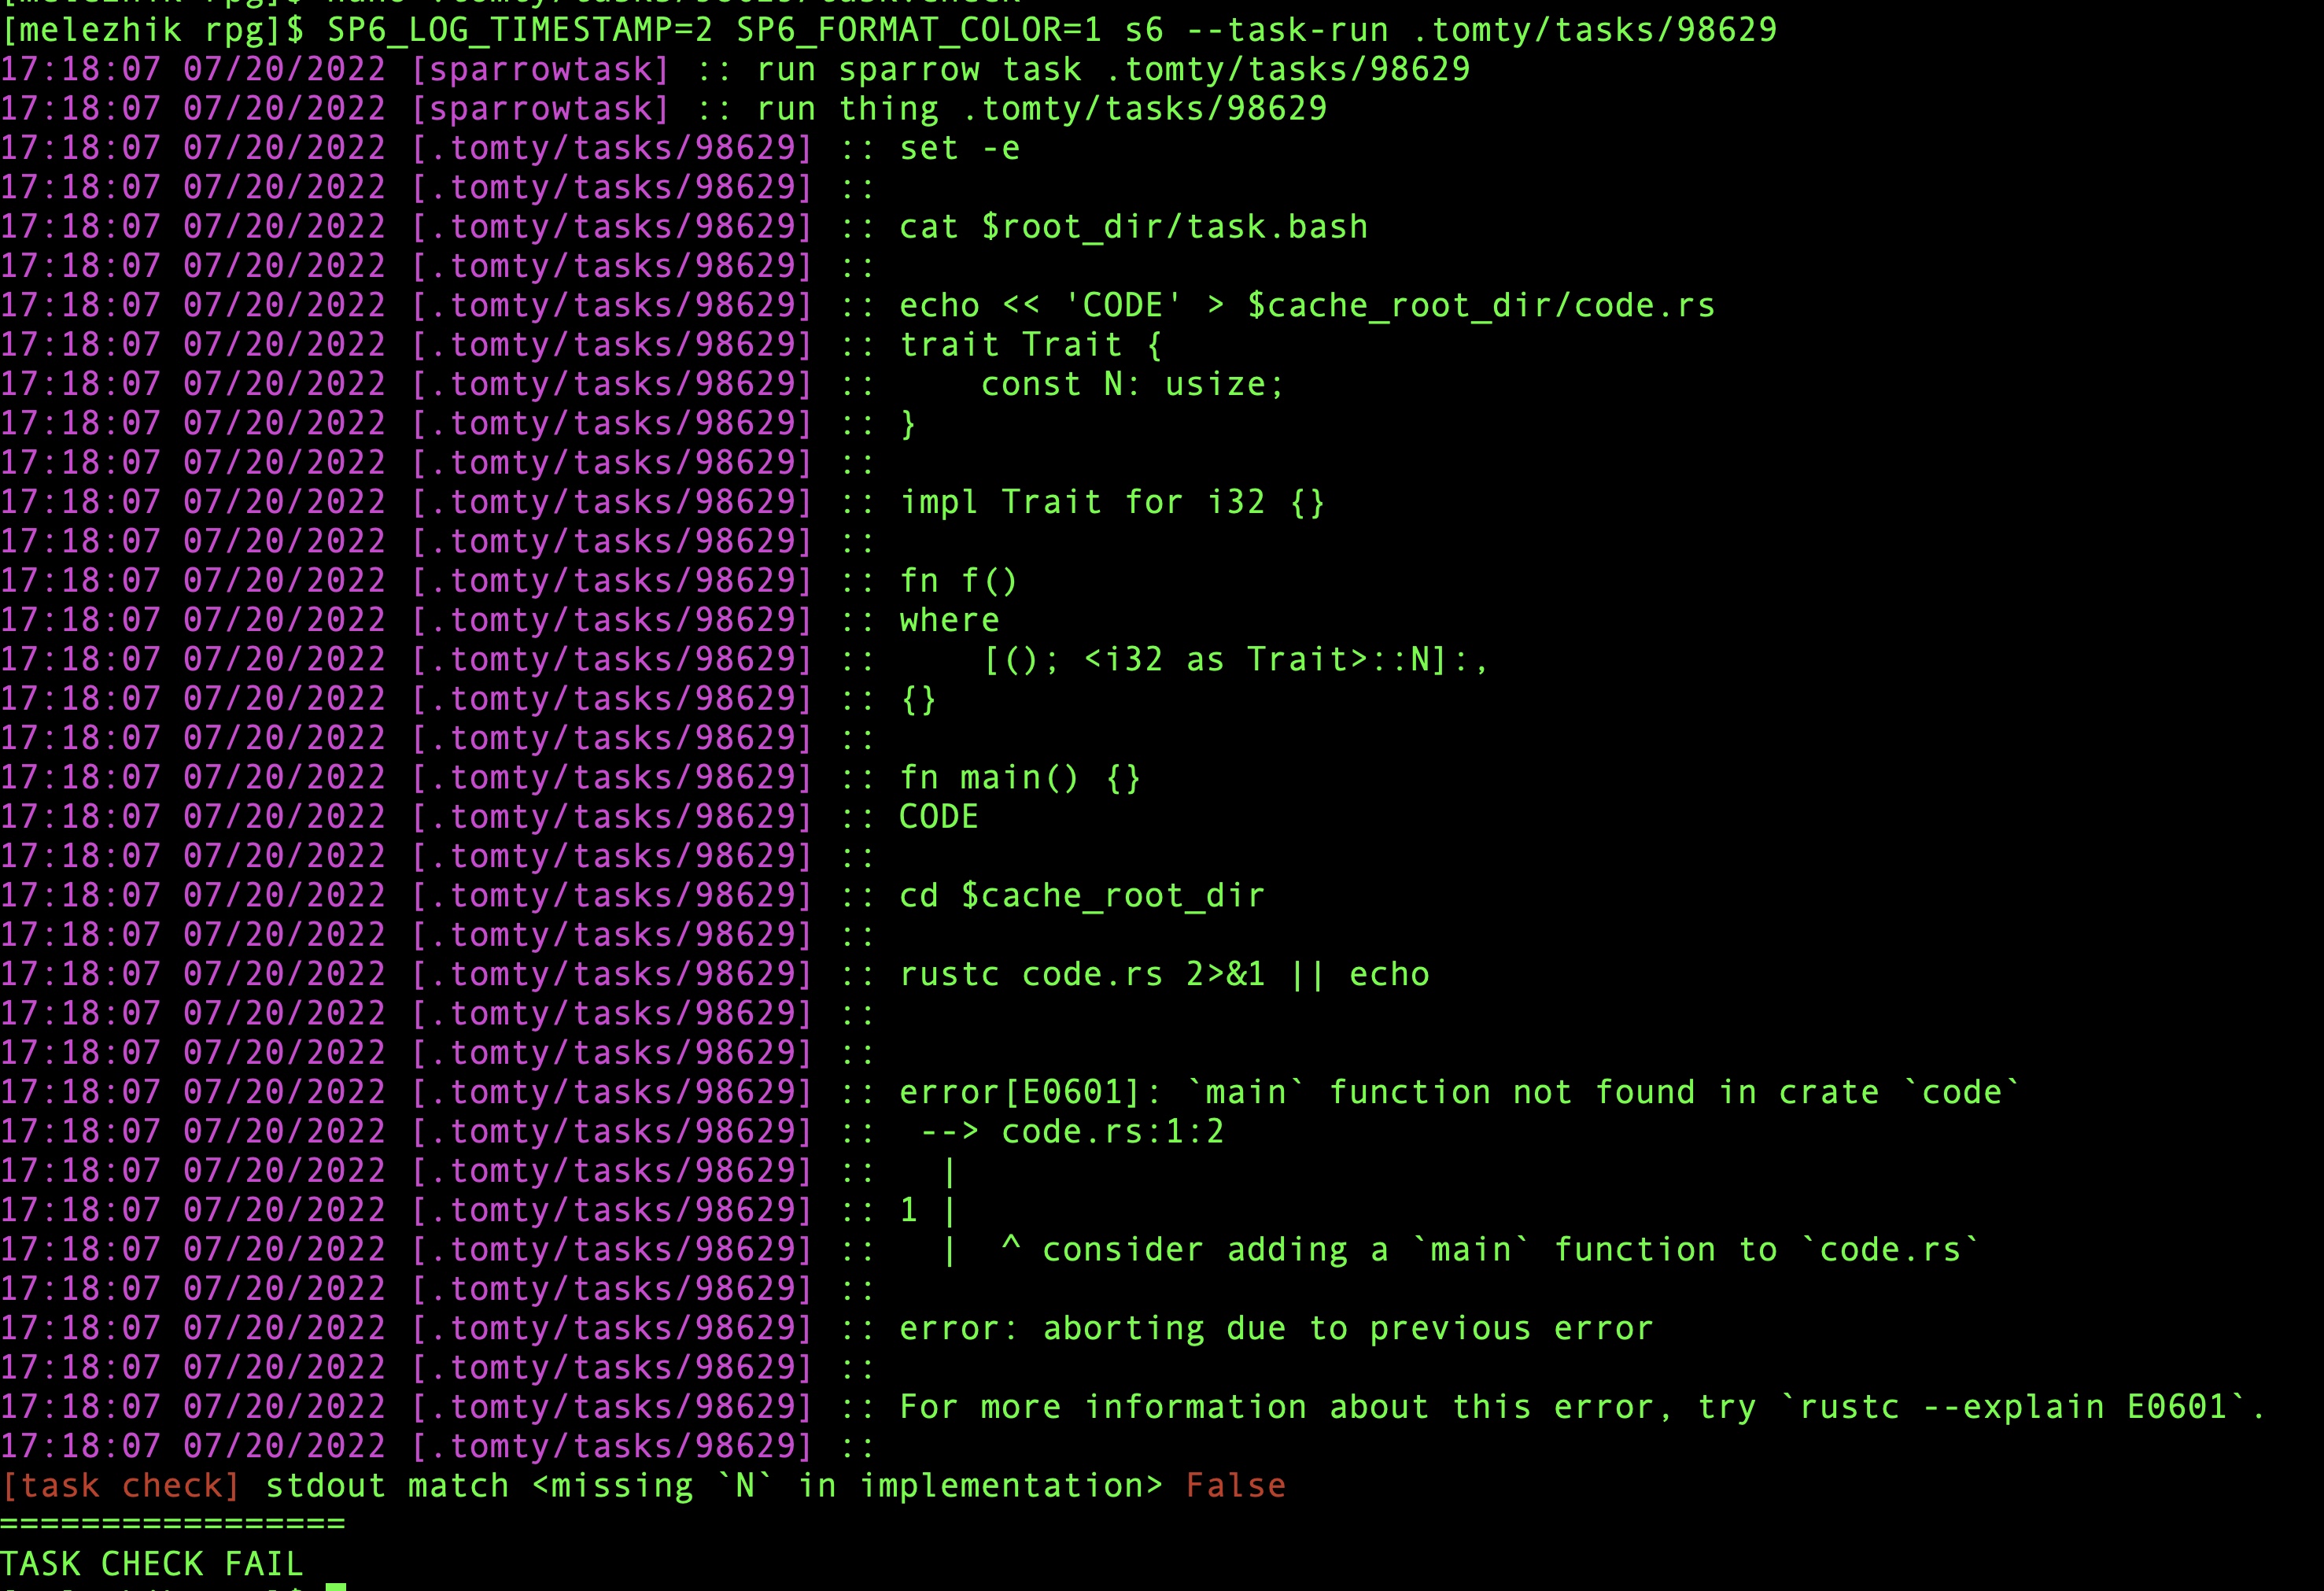 [melezhik rpg]$ nano .tomty/tasks/98629/task.check
[melezhik rpg]$ SP6_LOG_TIMESTAMP=2 SP6_FORMAT_COLOR=1 s6 --task-run .tomty/tasks/98629
17:18:07 07/20/2022 [sparrowtask] :: run sparrow task .tomty/tasks/98629
17:18:07 07/20/2022 [sparrowtask] :: run thing .tomty/tasks/98629
17:18:07 07/20/2022 [.tomty/tasks/98629] :: set -e
17:18:07 07/20/2022 [.tomty/tasks/98629] ::
17:18:07 07/20/2022 [.tomty/tasks/98629] :: cat $root_dir/task.bash
17:18:07 07/20/2022 [.tomty/tasks/98629] ::
17:18:07 07/20/2022 [.tomty/tasks/98629] :: echo << 'CODE' > $cache_root_dir/code.rs
17:18:07 07/20/2022 [.tomty/tasks/98629] :: trait Trait {
17:18:07 07/20/2022 [.tomty/tasks/98629] ::     const N: usize;
17:18:07 07/20/2022 [.tomty/tasks/98629] :: }
17:18:07 07/20/2022 [.tomty/tasks/98629] ::
17:18:07 07/20/2022 [.tomty/tasks/98629] :: impl Trait for i32 {}
17:18:07 07/20/2022 [.tomty/tasks/98629] ::
17:18:07 07/20/2022 [.tomty/tasks/98629] :: fn f()
17:18:07 07/20/2022 [.tomty/tasks/98629] :: where
17:18:07 07/20/2022 [.tomty/tasks/98629] ::     [(); <i32 as Trait>::N]:,
17:18:07 07/20/2022 [.tomty/tasks/98629] :: {}
17:18:07 07/20/2022 [.tomty/tasks/98629] ::
17:18:07 07/20/2022 [.tomty/tasks/98629] :: fn main() {}
17:18:07 07/20/2022 [.tomty/tasks/98629] :: CODE
17:18:07 07/20/2022 [.tomty/tasks/98629] ::
17:18:07 07/20/2022 [.tomty/tasks/98629] :: cd $cache_root_dir
17:18:07 07/20/2022 [.tomty/tasks/98629] ::
17:18:07 07/20/2022 [.tomty/tasks/98629] :: rustc code.rs 2>&1 || echo
17:18:07 07/20/2022 [.tomty/tasks/98629] ::
17:18:07 07/20/2022 [.tomty/tasks/98629] ::
17:18:07 07/20/2022 [.tomty/tasks/98629] :: error[E0601]: `main` function not found in crate `code`
17:18:07 07/20/2022 [.tomty/tasks/98629] ::  --> code.rs:1:2
17:18:07 07/20/2022 [.tomty/tasks/98629] ::   |
17:18:07 07/20/2022 [.tomty/tasks/98629] :: 1 |
17:18:07 07/20/2022 [.tomty/tasks/98629] ::   |  ^ consider adding a `main` function to `code.rs`
17:18:07 07/20/2022 [.tomty/tasks/98629] ::
17:18:07 07/20/2022 [.tomty/tasks/98629] :: error: aborting due to previous error
17:18:07 07/20/2022 [.tomty/tasks/98629] ::
17:18:07 07/20/2022 [.tomty/tasks/98629] :: For more information about this error, try `rustc --explain E0601`.
17:18:07 07/20/2022 [.tomty/tasks/98629] ::
[task check] stdout match <missing `N` in implementation> False
=================
TASK CHECK FAIL